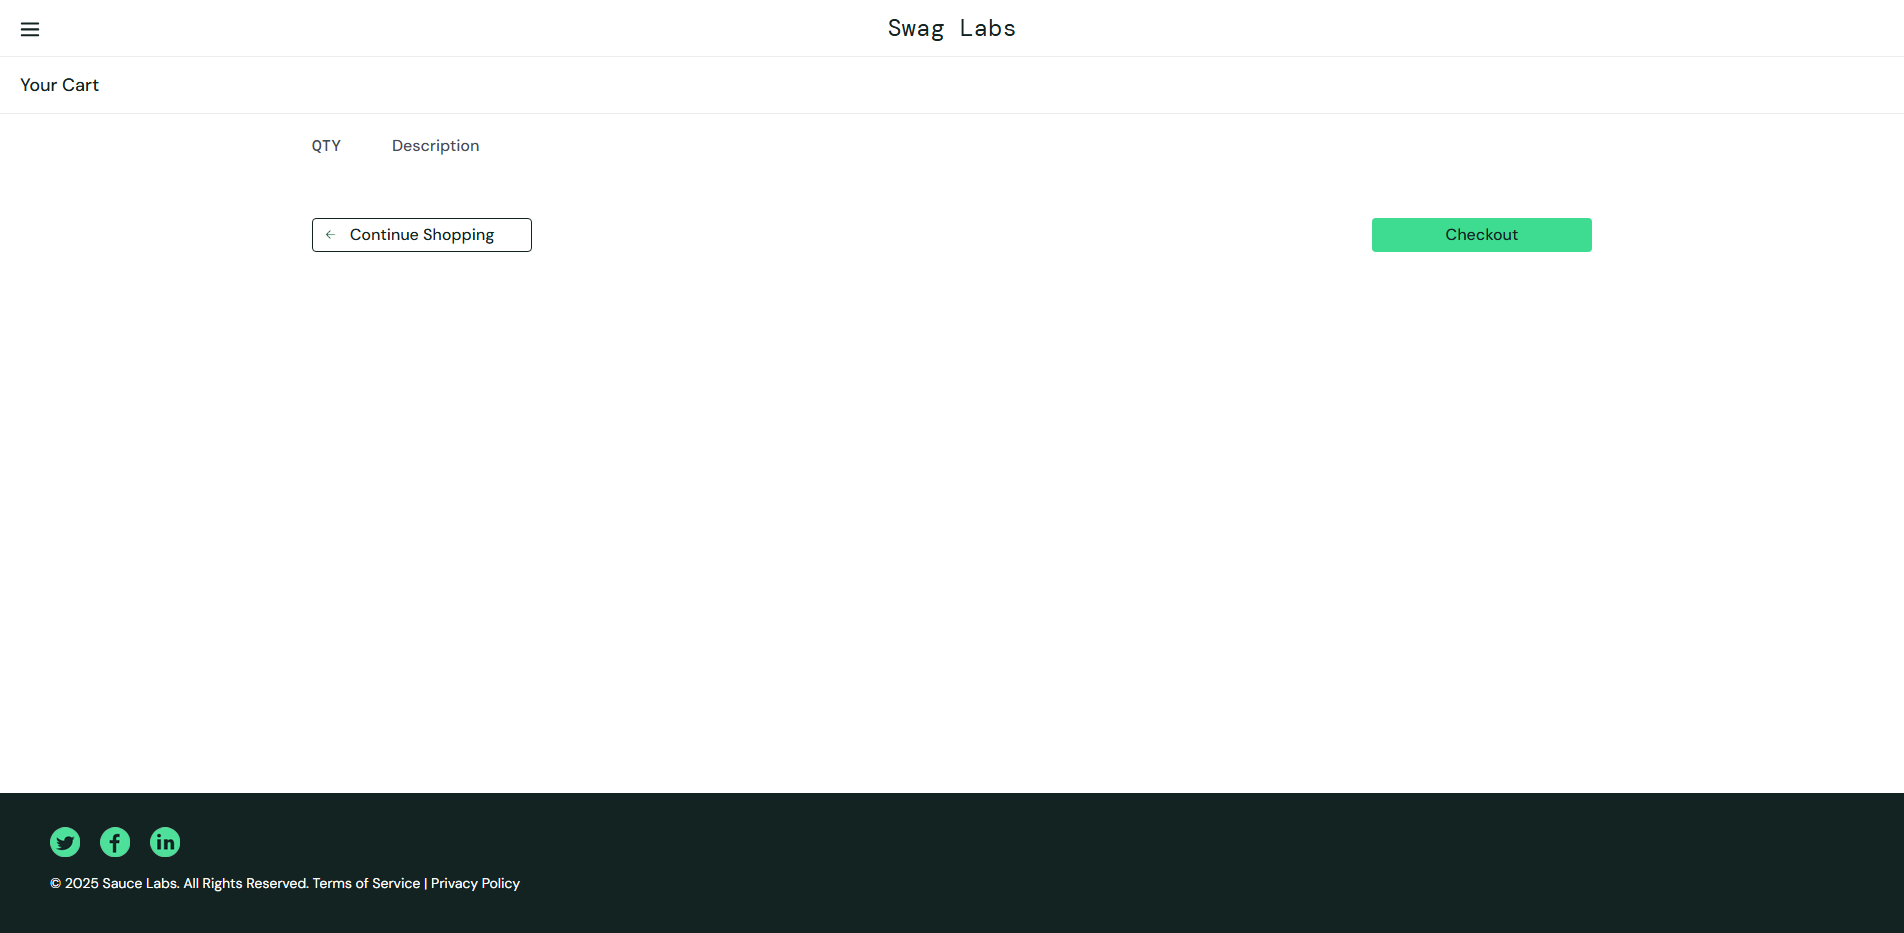 Swag Labs
Your Cart
QTY Description
Continue Shopping
Checkout
© 2025 Sauce Labs. All Rights Reserved. Terms of Service | Privacy Policy